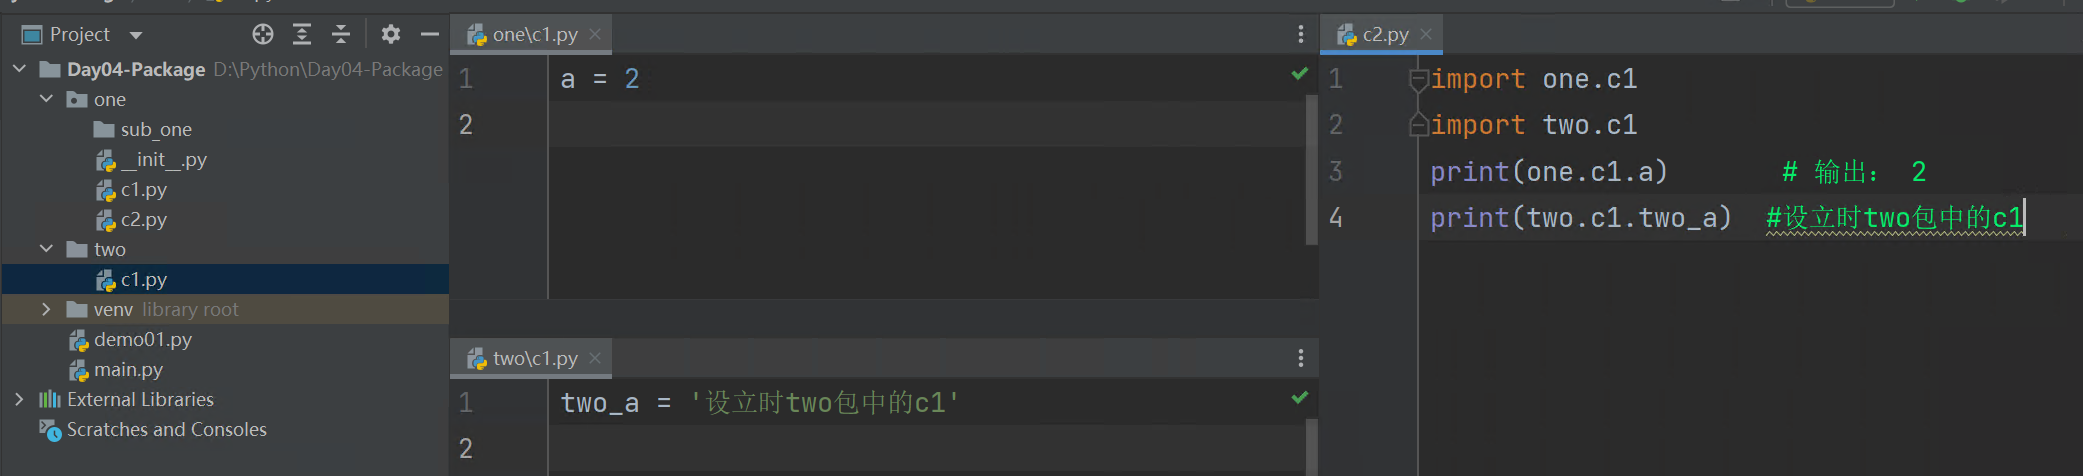 Project
Day04-Package D:\Python\Day04-Package
one
sub_one
__init__.py
c1.py
c2.py
two
c1.py
venv library root
demo01.py
main.py
External Libraries
Scratches and Consoles
one\c1.py
1 a = 2
2
two\c1.py
1 two_a = '设立时two包中的c1'
2
c2.py
1 import one.c1
2 import two.c1
3 print(one.c1.a) # 输出： 2
4 print(two.c1.two_a) #设立时two包中的c1